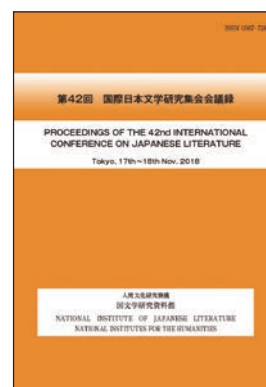 第42回 国際日本文学研究集会会議録
PROCEEDINGS OF THE 42nd INTERNATIONAL
CONFERENCE ON JAPANESE LITERATURE
Tokyo, 17th~18th Nov. 2018
人間文化研究機構
国文学研究資料館
NATIONAL INSTITUTE OF JAPANESE LITERATURE
NATIONAL INSTITUTES FOR THE HUMANITIES